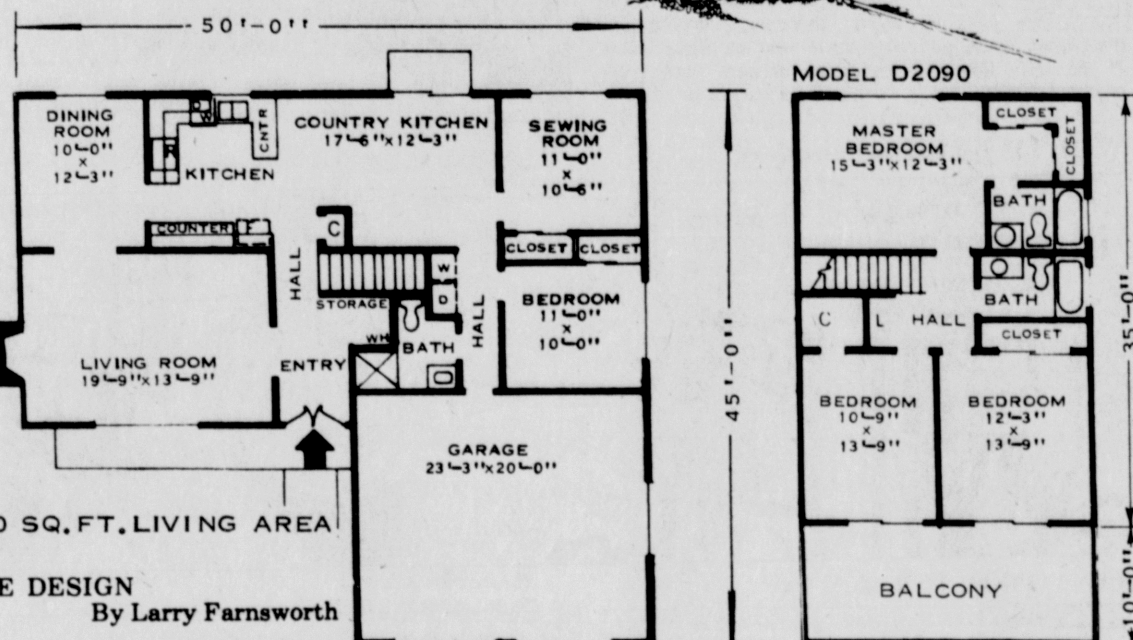 50'-0"
MODEL D2090
DINING
ROOM
10'-0"
x
12'-3"
D
W
CNTR
R
KITCHEN
COUNTRY KITCHEN
17'-6"x12'-3"
SEWING
ROOM
11'-0"
x
10'-6"
COUNTER
F
C
CLOSET
CLOSET
HALL
STORAGE
W
D
HALL
BEDROOM
11'-0"
x
10'-0"
LIVING ROOM
19'-9"x13'-9"
ENTRY
WH
BATH
GARAGE
23'-3"x20'-0"
45'-0"
SQ.FT.LIVING AREA
DESIGN
By Larry Farnsworth
MASTER
BEDROOM
15'-3"x12'-3"
CLOSET
CLOSET
BATH
BATH
C
L
HALL
CLOSET
BEDROOM
10'-9"
x
13'-9"
BEDROOM
12'-3"
x
13'-9"
35'-0"
BALCONY
10'-0"